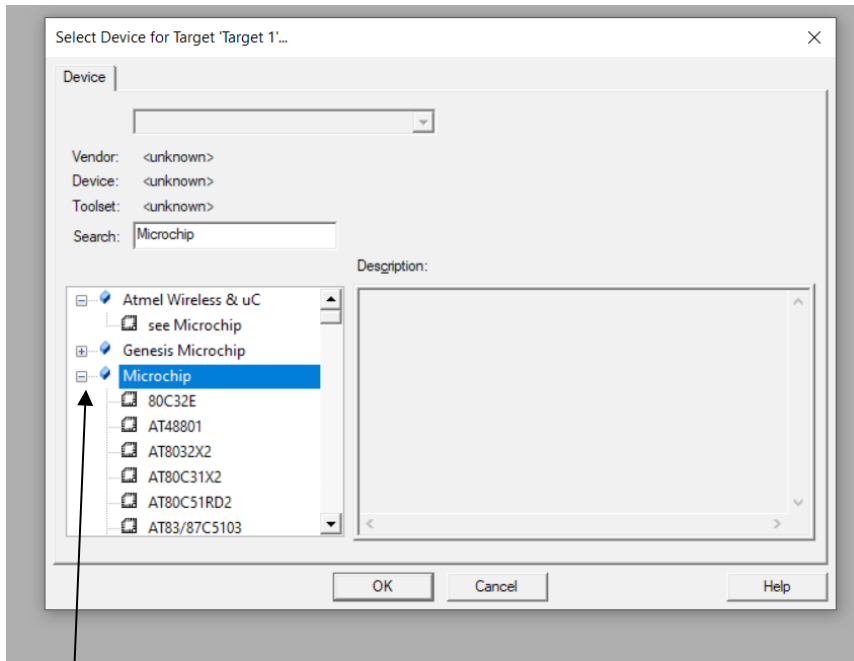 Select Device for Target 'Target 1'...
Device
Vendor: <unknown>
Device: <unknown>
Toolset: <unknown>
Search: Microchip
Description:
Atmel Wireless & uC
see Microchip
Genesis Microchip
Microchip
80C32E
AT48801
AT8032X2
AT80C31X2
AT80C51RD2
AT83/87C5103
OK Cancel Help